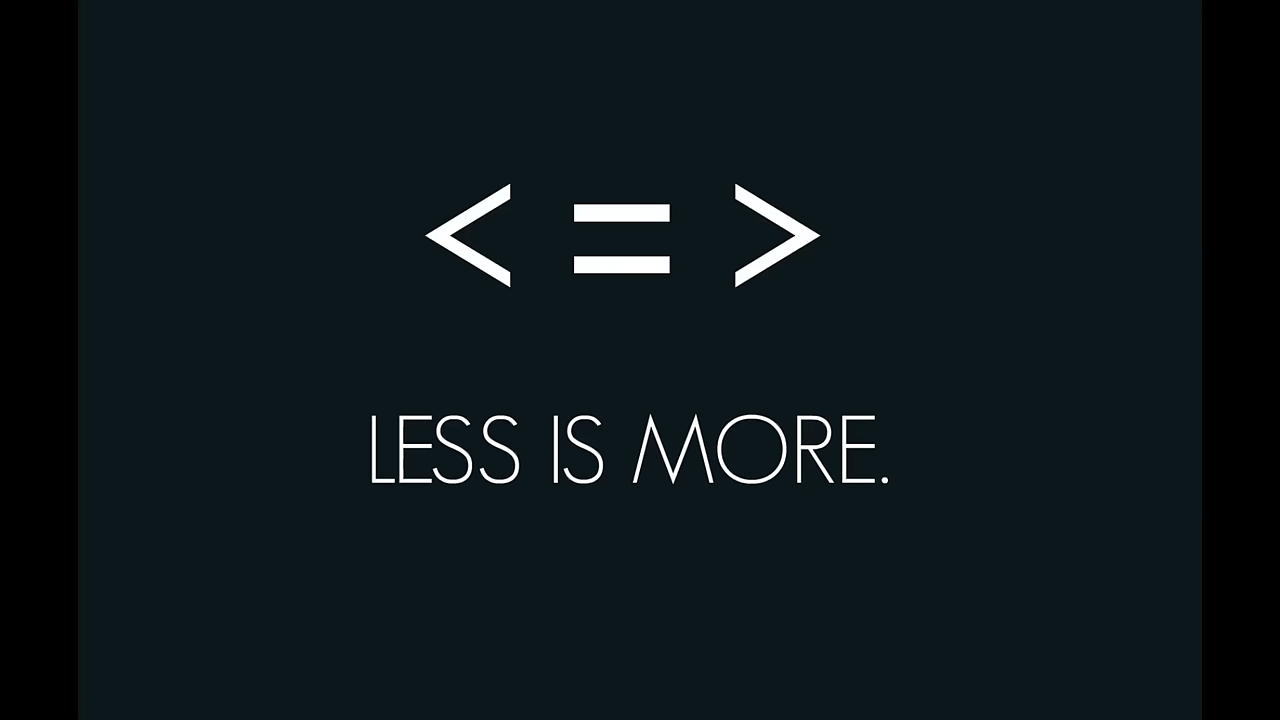 < = >
LESS IS MORE.